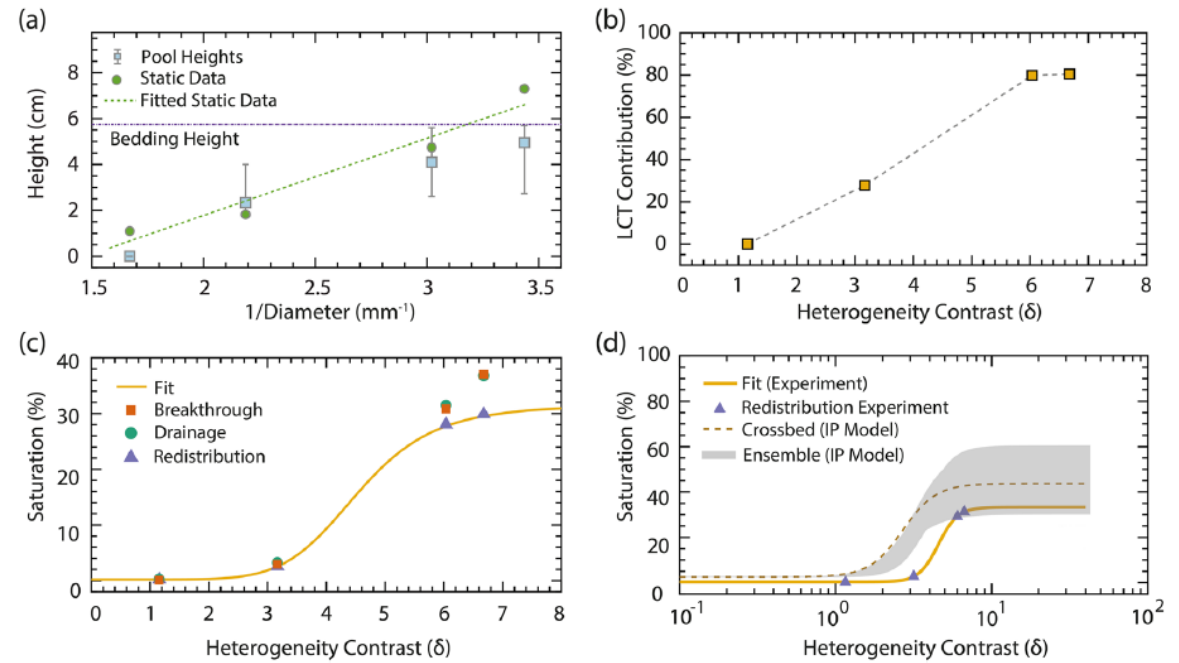 (a)
Pool Heights
Static Data
Fitted Static Data
Bedding Height
Height (cm)
8
6
4
2
0
1.5 2 2.5 3 3.5
1/Diameter (mm⁻¹)
(b)
LCT Contribution (%)
100
80
60
40
20
0
0 1 2 3 4 5 6 7 8
Heterogeneity Contrast (δ)
(c)
Fit
Breakthrough
Drainage
Redistribution
Saturation (%)
40
30
20
10
0
0 1 2 3 4 5 6 7 8
Heterogeneity Contrast (δ)
(d)
Fit (Experiment)
Redistribution Experiment
Crossbed (IP Model)
Ensemble (IP Model)
Saturation (%)
100
80
60
40
20
0
10⁻¹ 10⁰ 10¹ 10²
Heterogeneity Contrast (δ)